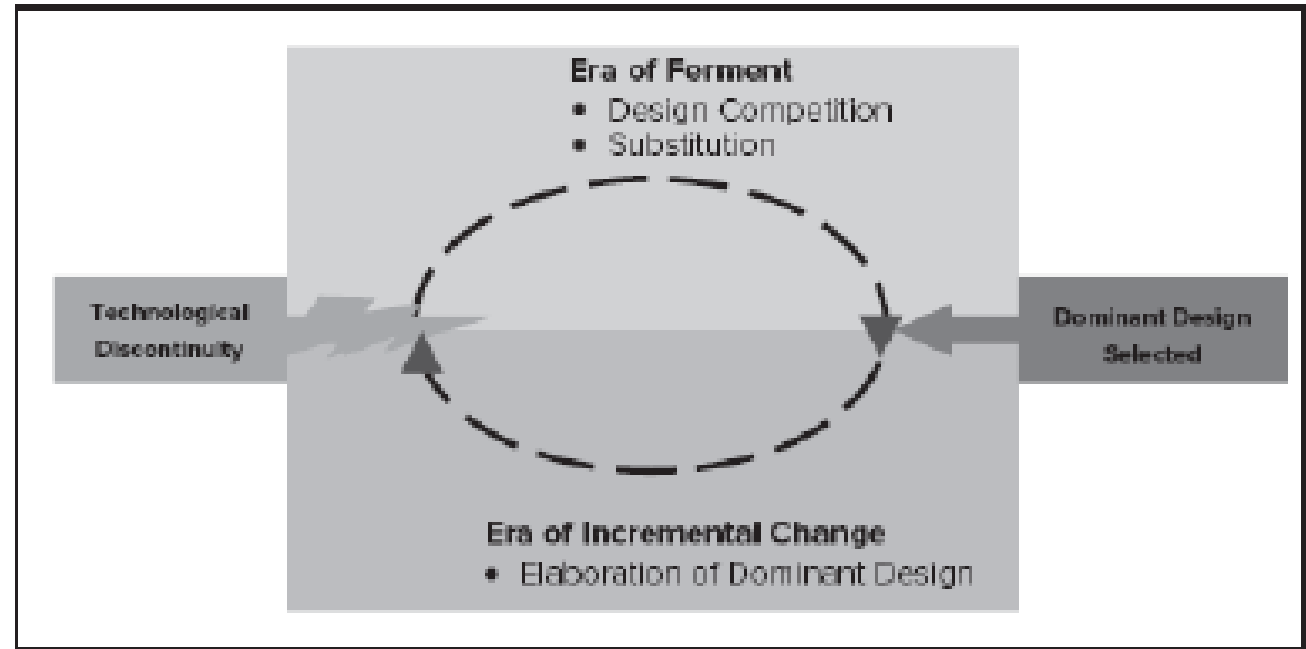 Era of Ferment
• Design Competition
• Substitution
Technological
Discontinuity
Dominant Design
Selected
Era of Incremental Change
• Elaboration of Dominant Design